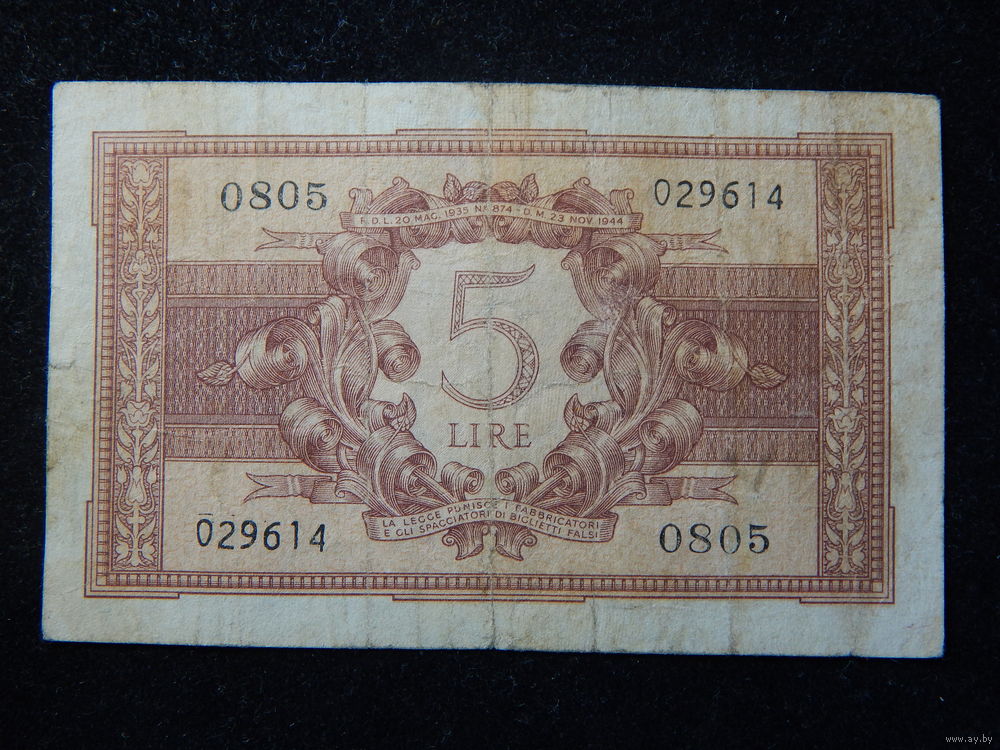 0805
029614
F.D.L. 20 MAG. 1935 N. 874 - D.M. 23 NOV. 1944
5
LIRE
LA LEGGE PUNISCE I FABBRICATORI
E GLI SPACCIATORI DI BIGLIETTI FALSI
029614
0805
www.ay.by